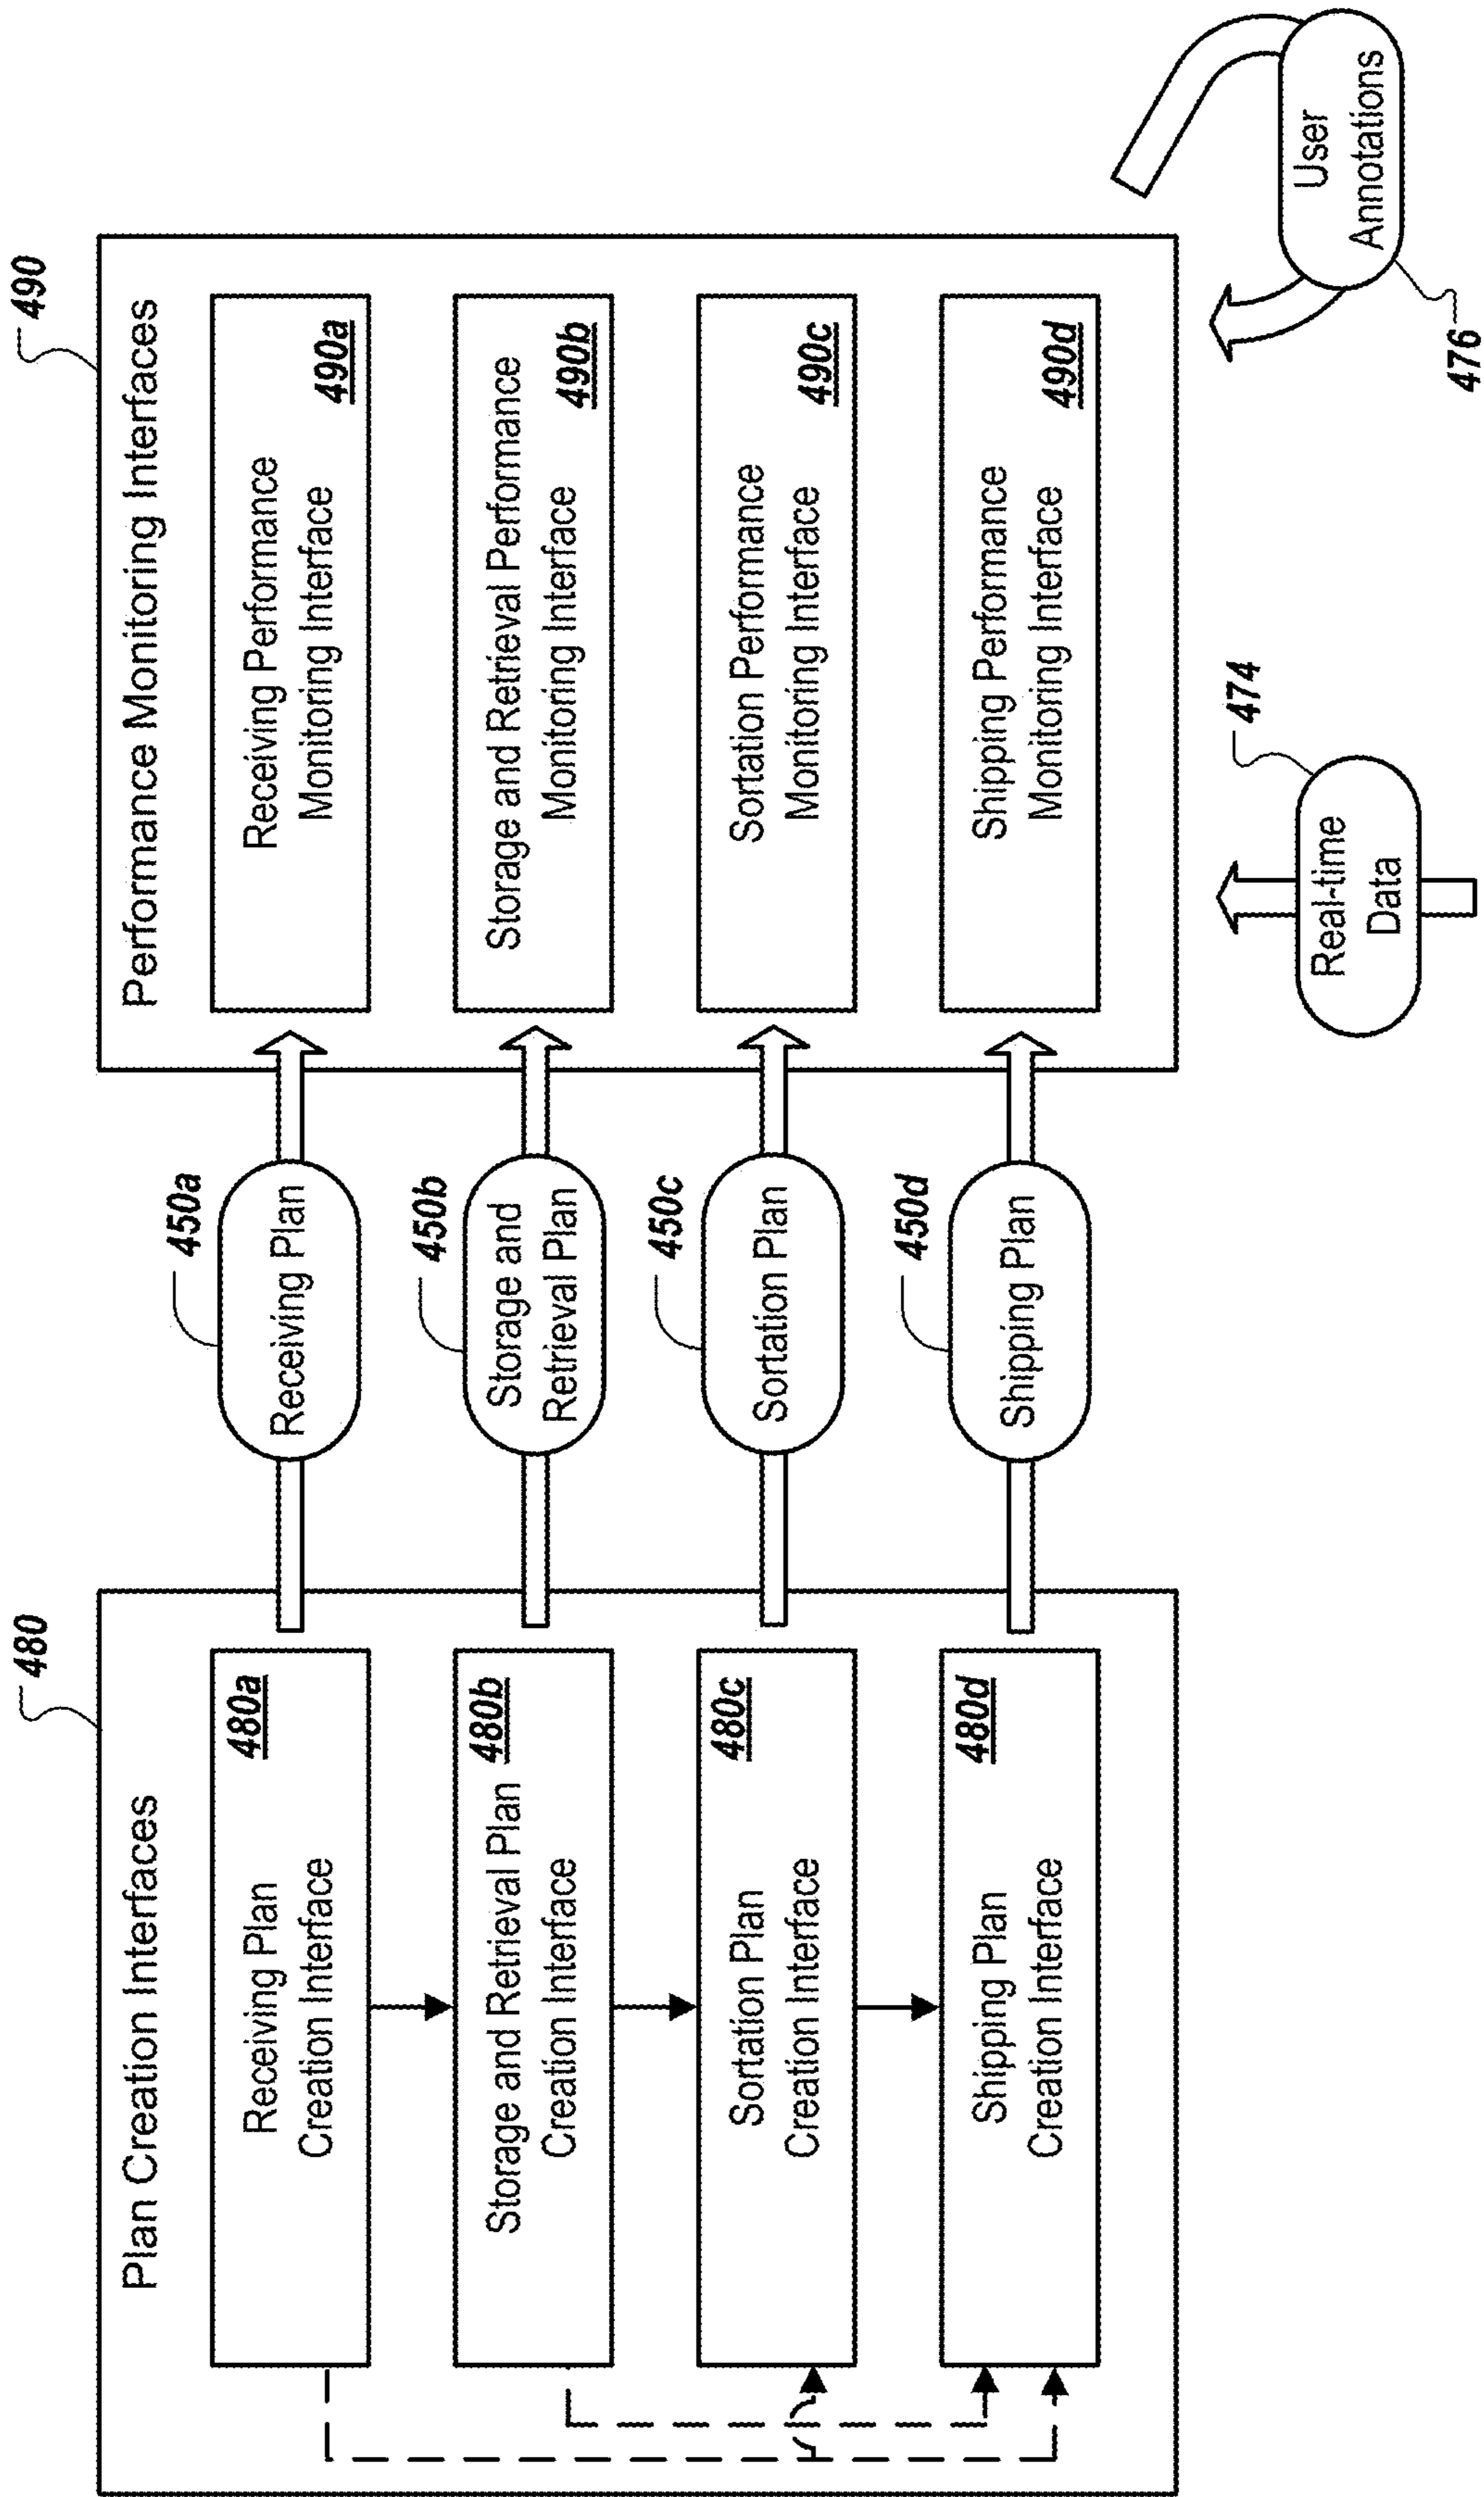 480
Plan Creation Interfaces
Receiving Plan
Creation Interface
480a
Storage and Retrieval Plan
Creation Interface
480b
Sortation Plan
Creation Interface
480c
Shipping Plan
Creation Interface
480d
450a
Receiving Plan
450b
Storage and
Retrieval Plan
450c
Sortation Plan
450d
Shipping Plan
490
Performance Monitoring Interfaces
Receiving Performance
Monitoring Interface
490a
Storage and Retrieval Performance
Monitoring Interface
490b
Sortation Performance
Monitoring Interface
490c
Shipping Performance
Monitoring Interface
490d
474
Real-time
Data
User
Annotations
476